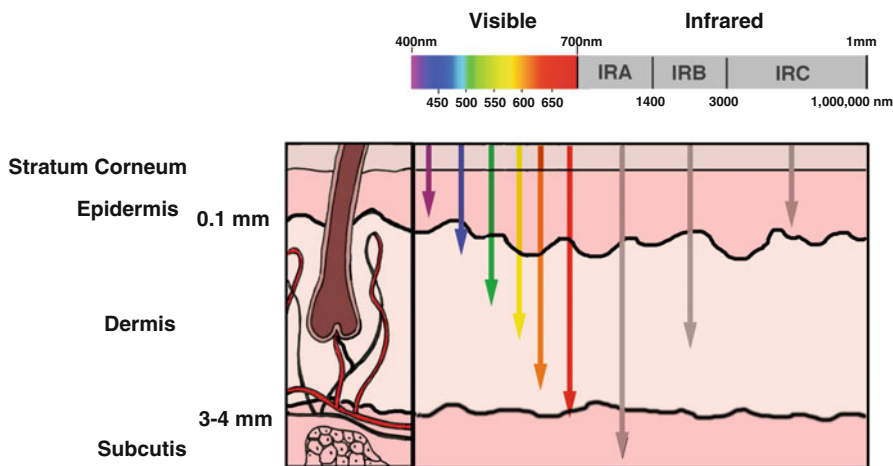 Visible Infrared
400nm 700nm 1mm
IRA IRB IRC
450 500 550 600 650 1400 3000 1,000,000 nm
Stratum Corneum
Epidermis
0.1 mm
Dermis
3-4 mm
Subcutis